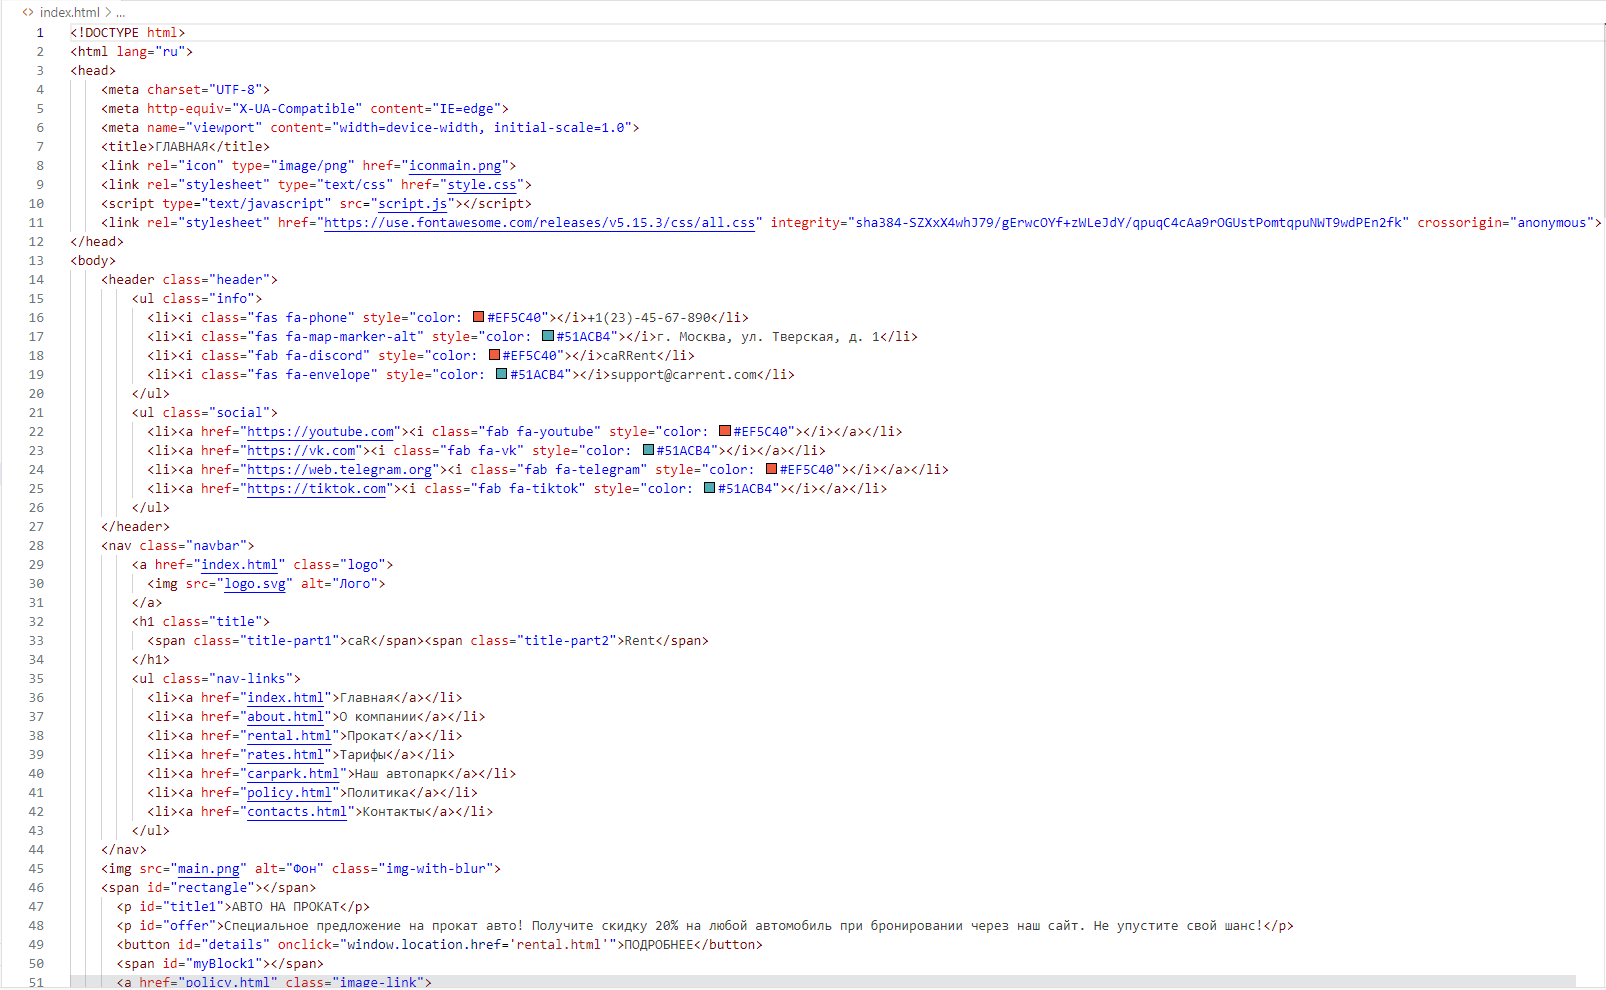 index.html > ...
1 <!DOCTYPE html>
2 <html lang="ru">
3 <head>
4 <meta charset="UTF-8">
5 <meta http-equiv="X-UA-Compatible" content="IE=edge">
6 <meta name="viewport" content="width=device-width, initial-scale=1.0">
7 <title>ГЛАВНАЯ</title>
8 <link rel="icon" type="image/png" href="iconmain.png">
9 <link rel="stylesheet" type="text/css" href="style.css">
10 <script type="text/javascript" src="script.js"></script>
11 <link rel="stylesheet" href="https://use.fontawesome.com/releases/v5.15.3/css/all.css" integrity="sha384-SZXxX4whJ79/gErwcOYf+zWLeJdY/qpuqC4cAa9rOGUstPomtqpuNWT9wdPEn2fk" crossorigin="anonymous">
12 </head>
13 <body>
14 <header class="header">
15 <ul class="info">
16 <li><i class="fas fa-phone" style="color: #EF5C40"></i>+1(23)-45-67-890</li>
17 <li><i class="fas fa-map-marker-alt" style="color: #51ACB4"></i>г. Москва, ул. Тверская, д. 1</li>
18 <li><i class="fab fa-discord" style="color: #EF5C40"></i>caRRent</li>
19 <li><i class="fas fa-envelope" style="color: #51ACB4"></i>support@carrent.com</li>
20 </ul>
21 <ul class="social">
22 <li><a href="https://youtube.com"><i class="fab fa-youtube" style="color: #EF5C40"></i></a></li>
23 <li><a href="https://vk.com"><i class="fab fa-vk" style="color: #51ACB4"></i></a></li>
24 <li><a href="https://web.telegram.org"><i class="fab fa-telegram" style="color: #EF5C40"></i></a></li>
25 <li><a href="https://tiktok.com"><i class="fab fa-tiktok" style="color: #51ACB4"></i></a></li>
26 </ul>
27 </header>
28 <nav class="navbar">
29 <a href="index.html" class="logo">
30 <img src="logo.svg" alt="Лого">
31 </a>
32 <h1 class="title">
33 <span class="title-part1">caR</span><span class="title-part2">Rent</span>
34 </h1>
35 <ul class="nav-links">
36 <li><a href="index.html">Главная</a></li>
37 <li><a href="about.html">О компании</a></li>
38 <li><a href="rental.html">Прокат</a></li>
39 <li><a href="rates.html">Тарифы</a></li>
40 <li><a href="carpark.html">Наш автопарк</a></li>
41 <li><a href="policy.html">Политика</a></li>
42 <li><a href="contacts.html">Контакты</a></li>
43 </ul>
44 </nav>
45 <img src="main.png" alt="Фон" class="img-with-blur">
46 <span id="rectangle"></span>
47 <p id="title1">АВТО НА ПРОКАТ</p>
48 <p id="offer">Специальное предложение на прокат авто! Получите скидку 20% на любой автомобиль при бронировании через наш сайт. Не упустите свой шанс!</p>
49 <button id="details" onclick="window.location.href='rental.html'">ПОДРОБНЕЕ</button>
50 <span id="myBlock1"></span>
51 <a href="policy.html" class="image-link">